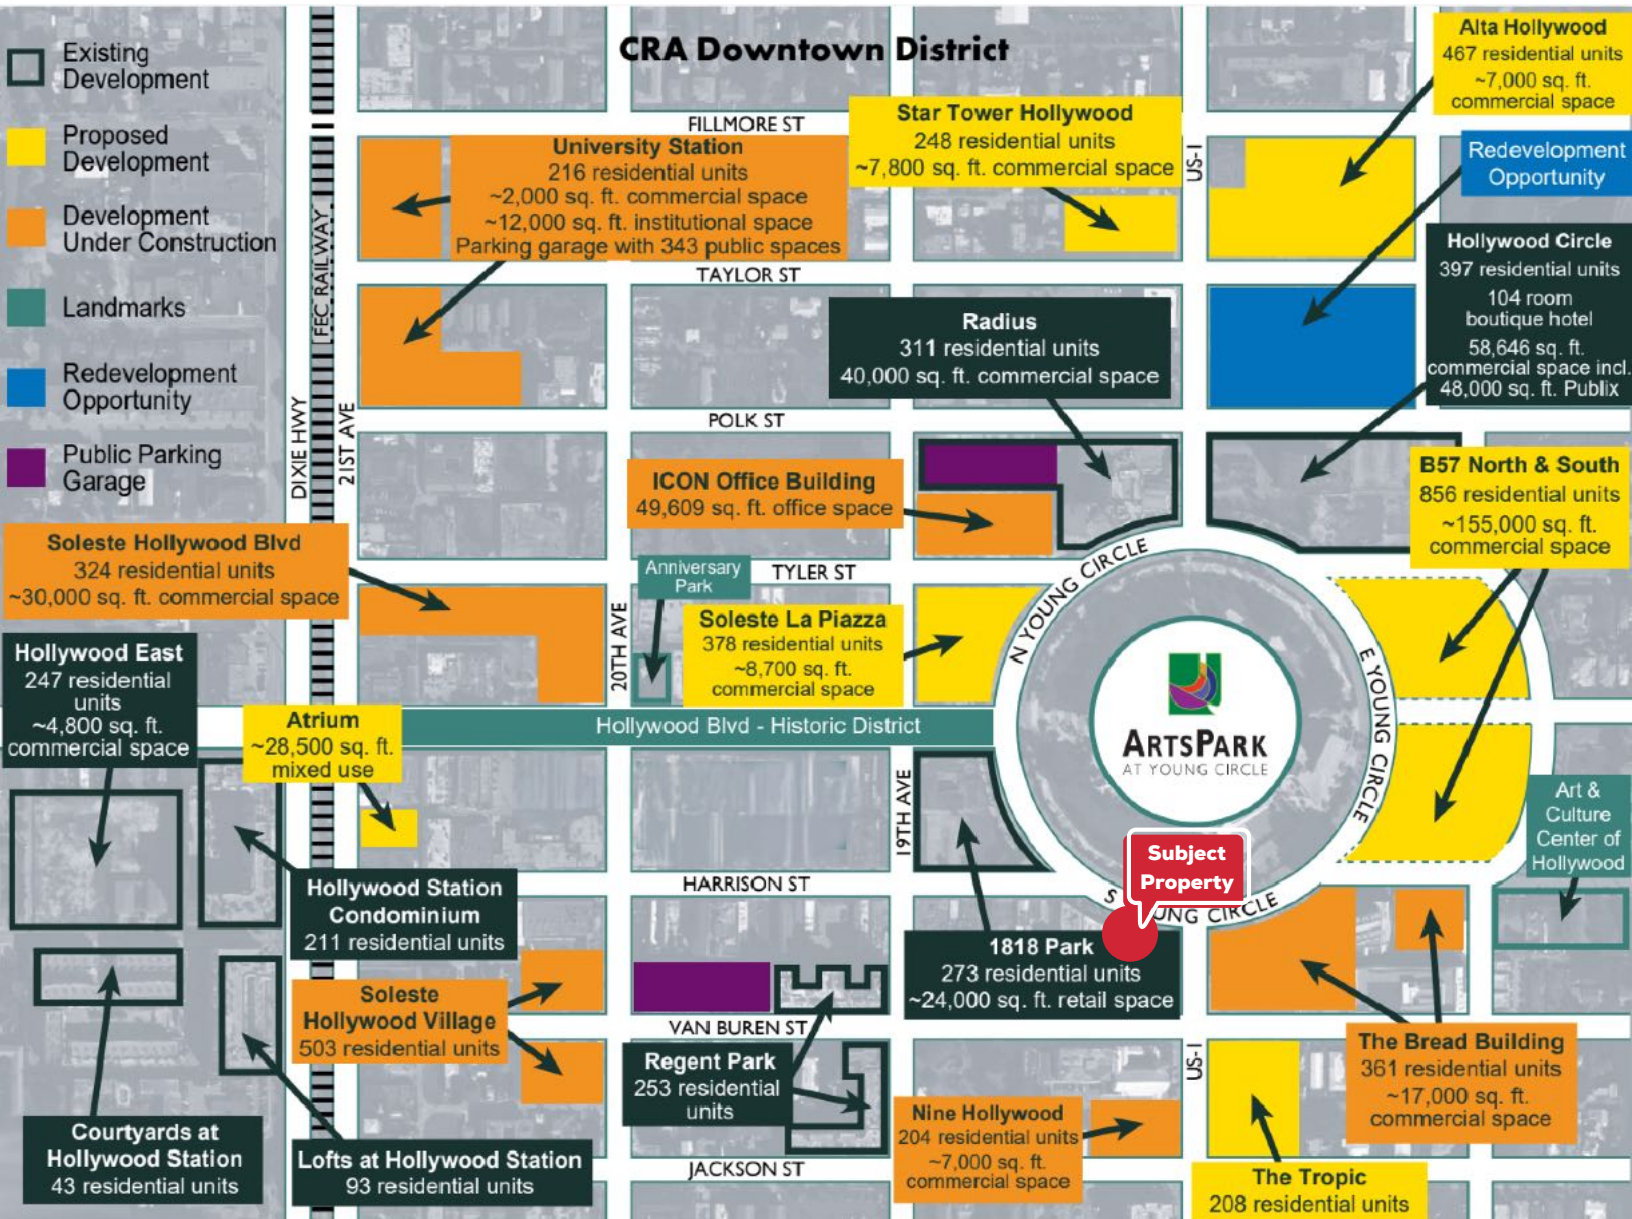 CRA Downtown District
Existing
Development
Proposed
Development
Development
Under Construction
Landmarks
Redevelopment
Opportunity
Public Parking
Garage
Alta Hollywood
467 residential units
~7,000 sq. ft.
commercial space
Star Tower Hollywood
248 residential units
~7,800 sq. ft. commercial space
FILLMORE ST
University Station
216 residential units
~2,000 sq. ft. commercial space
~12,000 sq. ft. institutional space
Parking garage with 343 public spaces
US-1
Redevelopment
Opportunity
Hollywood Circle
397 residential units
104 room
boutique hotel
58,646 sq. ft.
commercial space incl.
48,000 sq. ft. Publix
FEC RAILWAY
TAYLOR ST
Radius
311 residential units
40,000 sq. ft. commercial space
DIXIE HWY
21ST AVE
POLK ST
ICON Office Building
49,609 sq. ft. office space
B57 North & South
856 residential units
~155,000 sq. ft.
commercial space
Soleste Hollywood Blvd
324 residential units
~30,000 sq. ft. commercial space
Anniversary
Park
TYLER ST
N YOUNG CIRCLE
20TH AVE
Soleste La Piazza
378 residential units
~8,700 sq. ft.
commercial space
E YOUNG CIRCLE
Hollywood East
247 residential
units
~4,800 sq. ft.
commercial space
Atrium
~28,500 sq. ft.
mixed use
Hollywood Blvd - Historic District
ARTSPARK
AT YOUNG CIRCLE
19TH AVE
Art &
Culture
Center of
Hollywood
Subject
Property
HARRISON ST
S
UNG CIRCLE
Hollywood Station
Condominium
211 residential units
1818 Park
273 residential units
~24,000 sq. ft. retail space
Soleste
Hollywood Village
503 residential units
VAN BUREN ST
Regent Park
253 residential
units
US-1
The Bread Building
361 residential units
~17,000 sq. ft.
commercial space
Nine Hollywood
204 residential units
~7,000 sq. ft.
commercial space
Courtyards at
Hollywood Station
43 residential units
Lofts at Hollywood Station
93 residential units
JACKSON ST
The Tropic
208 residential units